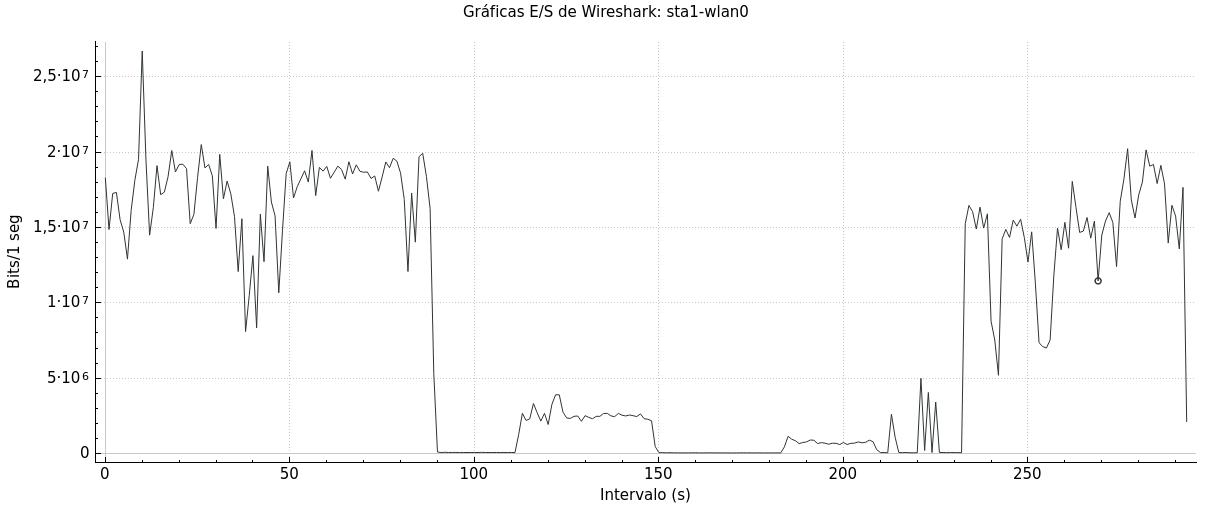 Gráficas E/S de Wireshark: sta1-wlan0
2,5·10⁷
2·10⁷
1,5·10⁷
1·10⁷
5·10⁶
0
Bits/1 seg
0 50 100 150 200 250
Intervalo (s)